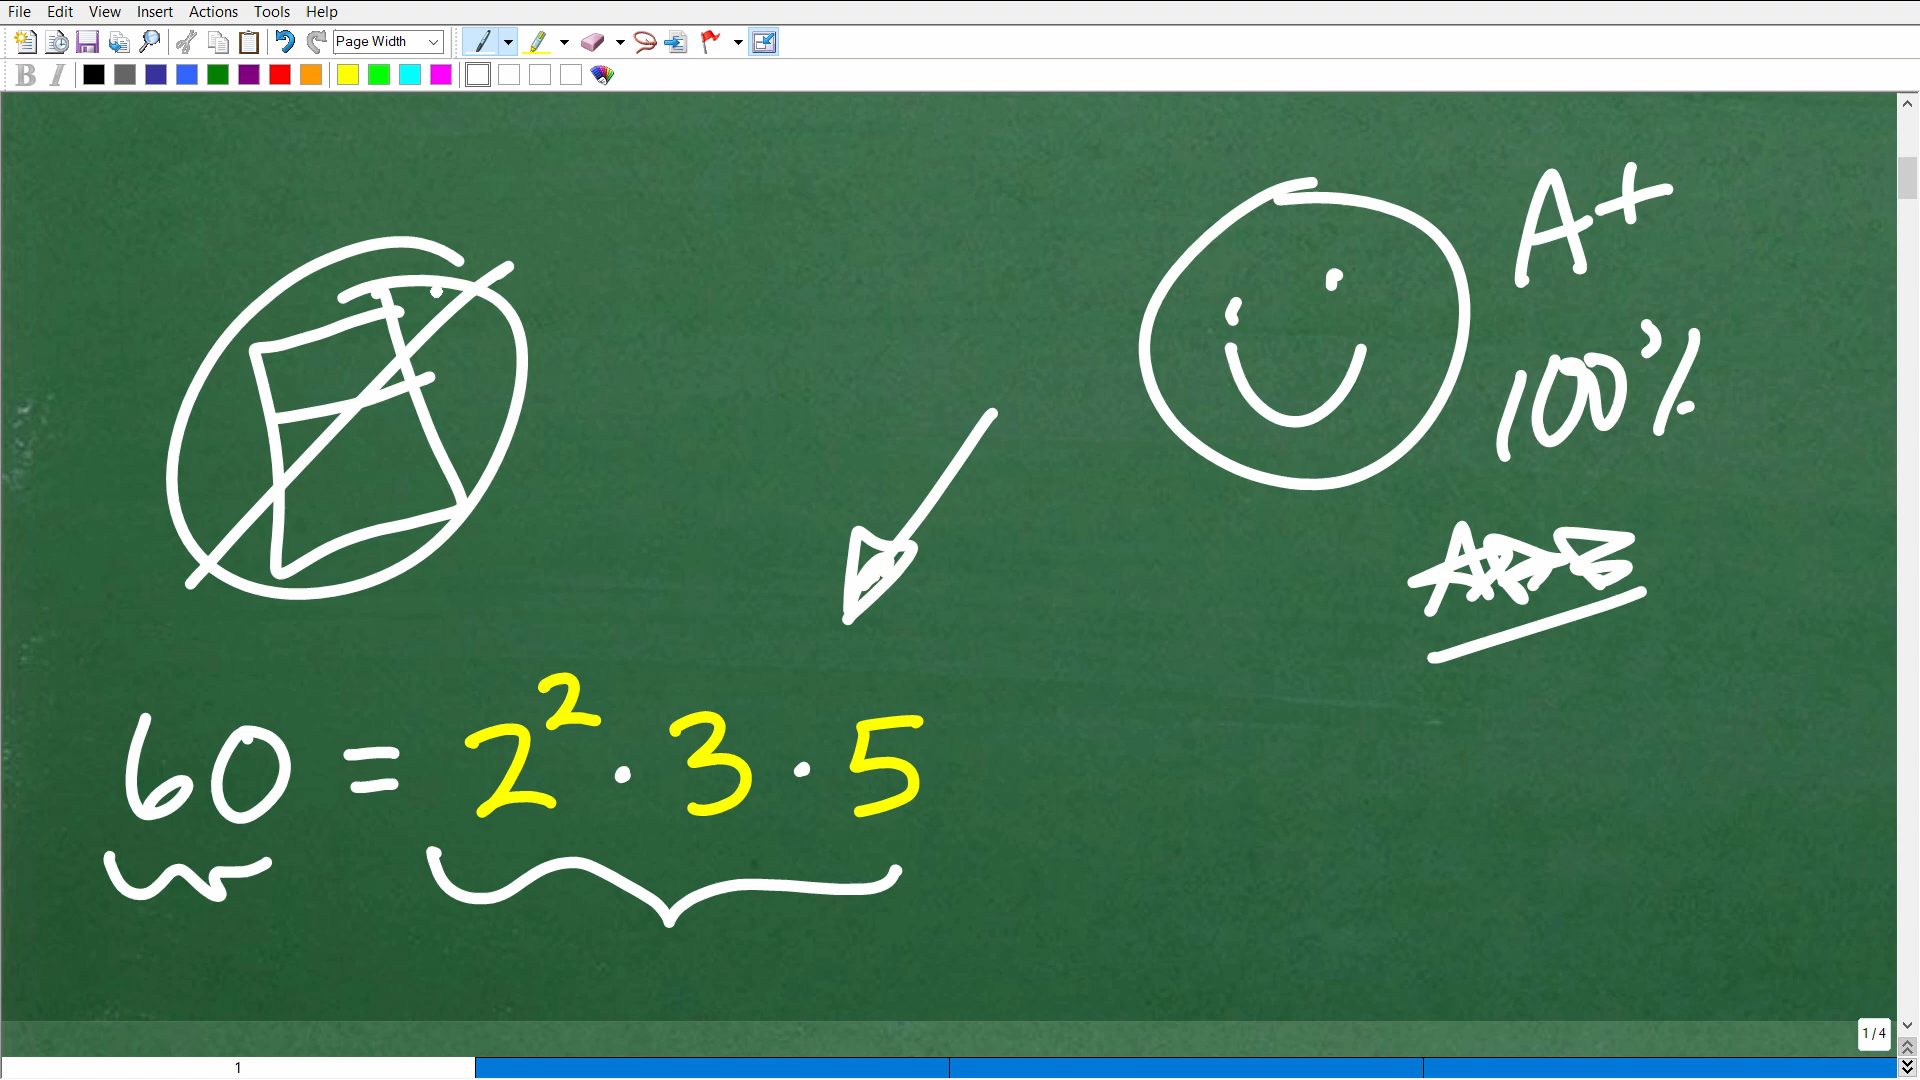 File Edit View Insert Actions Tools Help
Page Width
B I
A+
100%
60 = 2² · 3 · 5
1 / 4
1